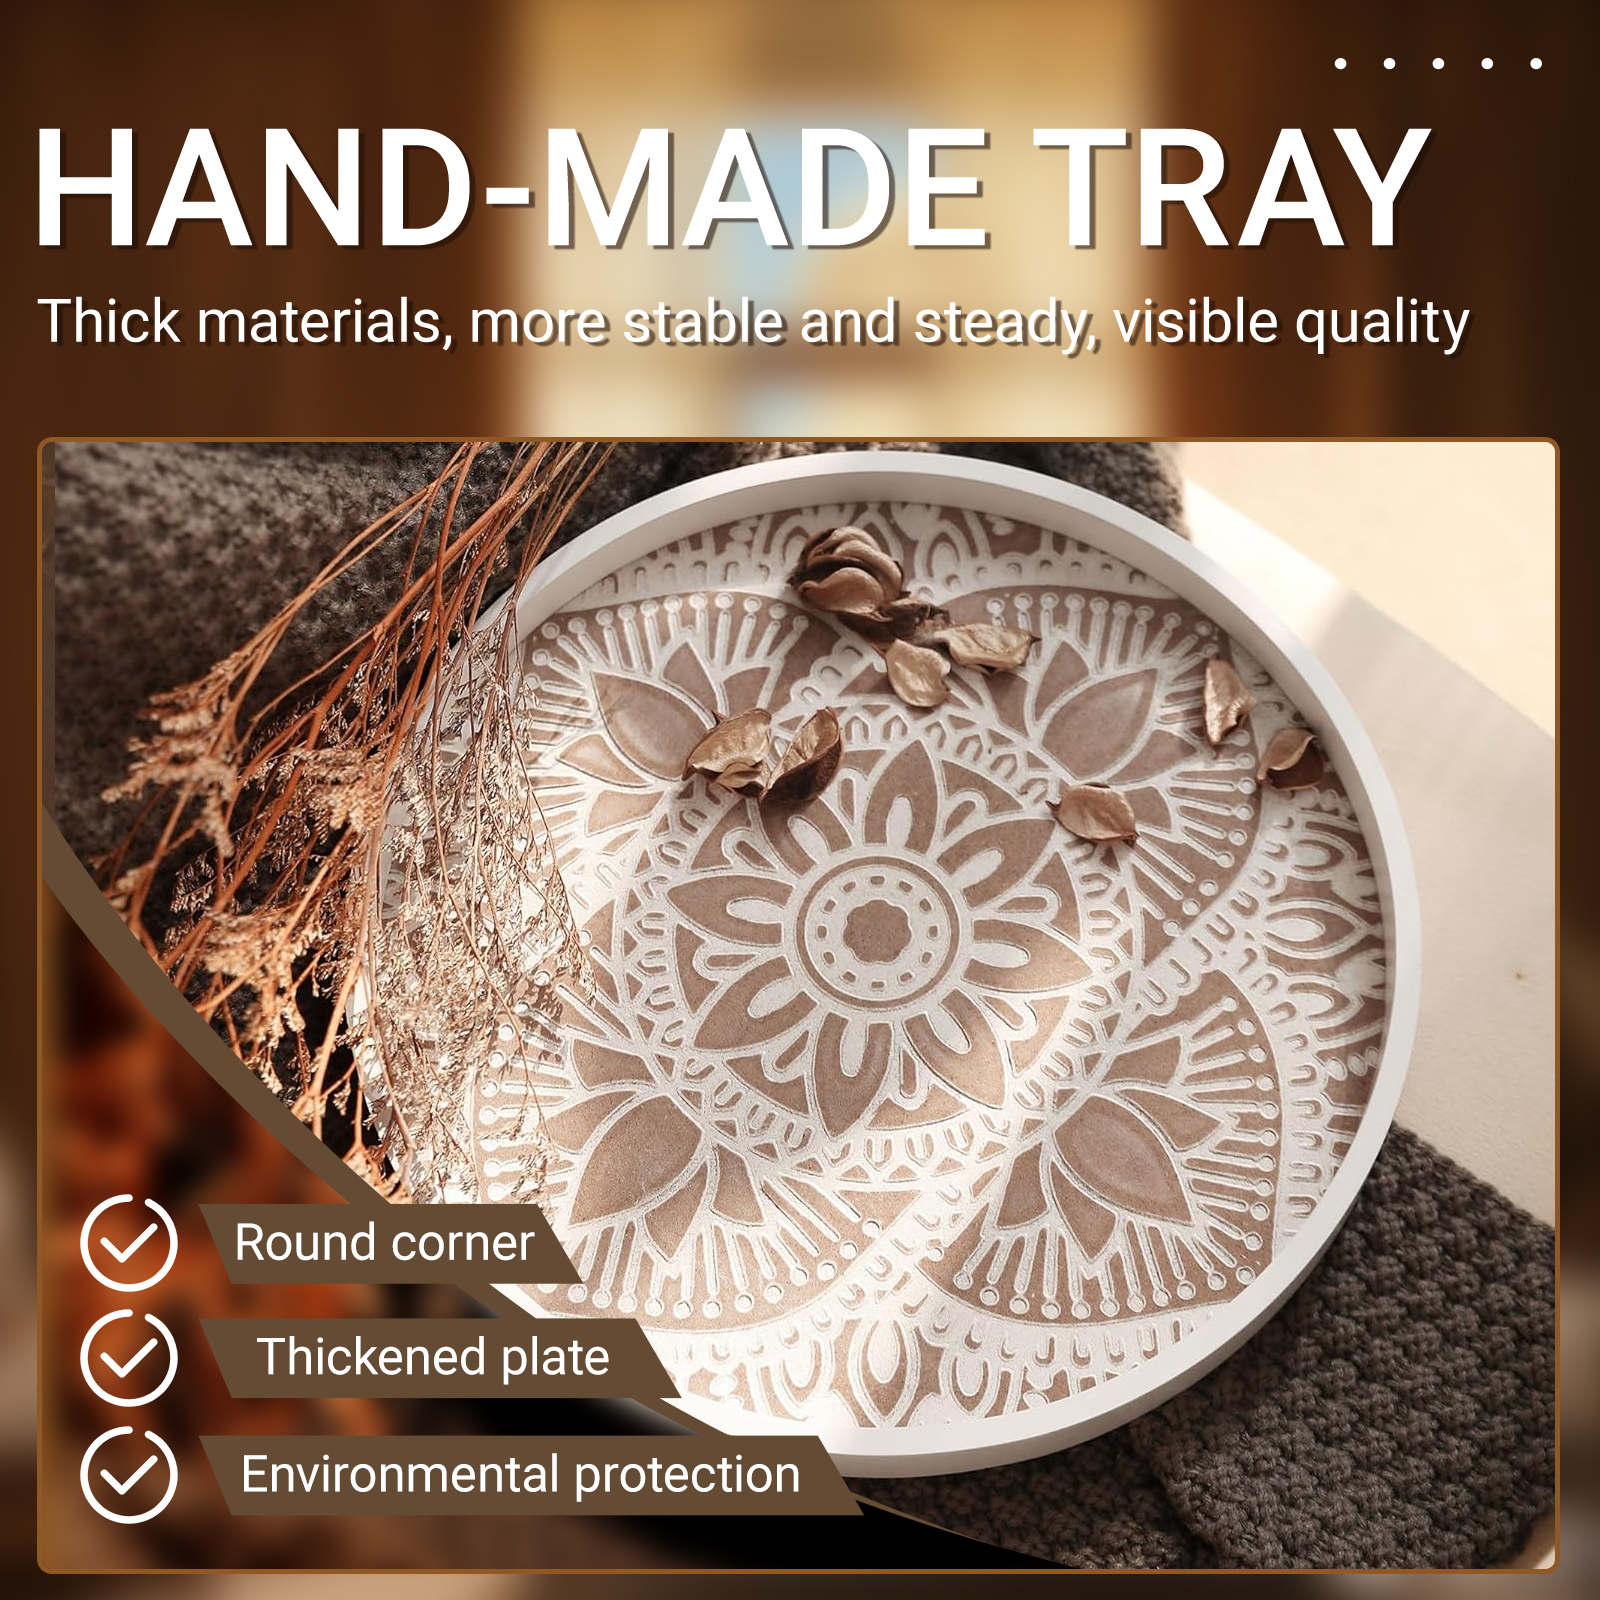 HAND-MADE TRAY
Thick materials, more stable and steady, visible quality
Round corner
Thickened plate
Environmental protection